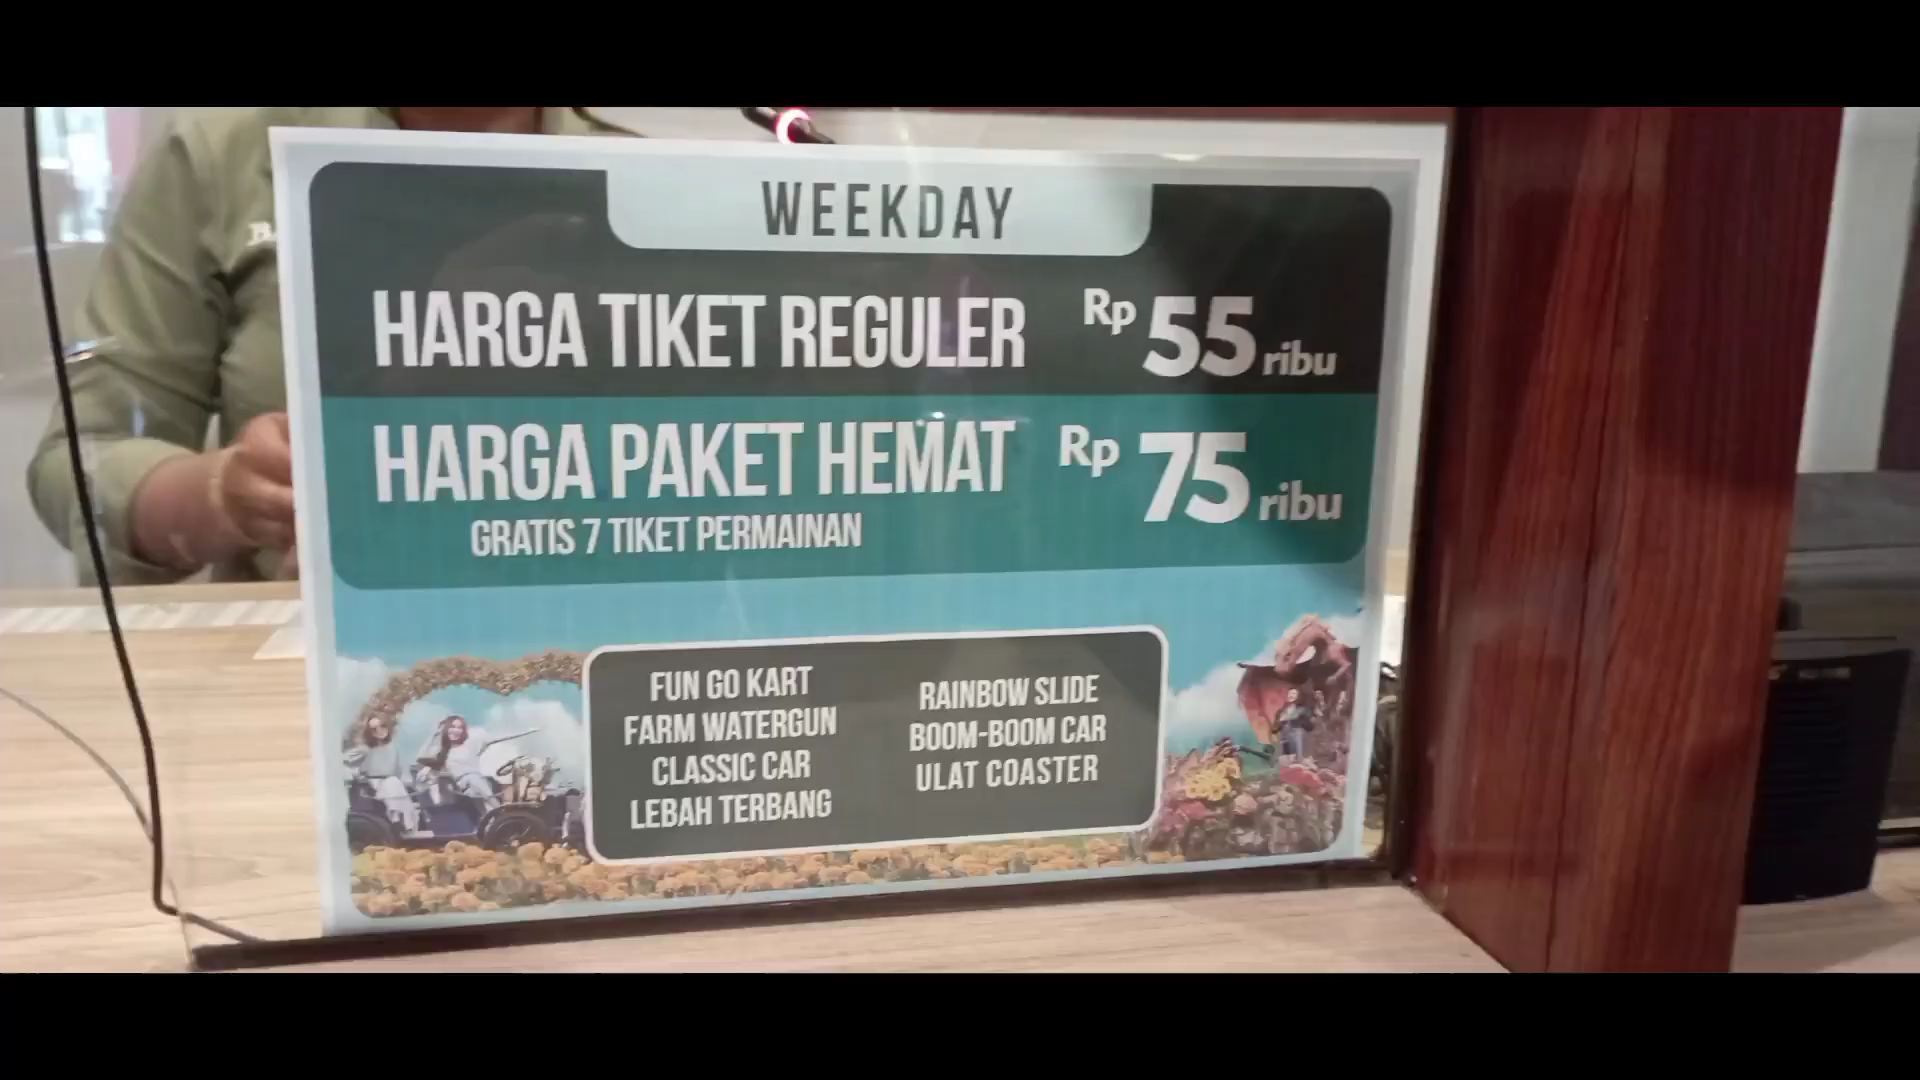 WEEKDAY
HARGA TIKET REGULER Rp 55 ribu
HARGA PAKET HEMAT Rp 75 ribu
GRATIS 7 TIKET PERMAINAN
FUN GO KART
FARM WATERGUN
CLASSIC CAR
LEBAH TERBANG
RAINBOW SLIDE
BOOM-BOOM CAR
ULAT COASTER